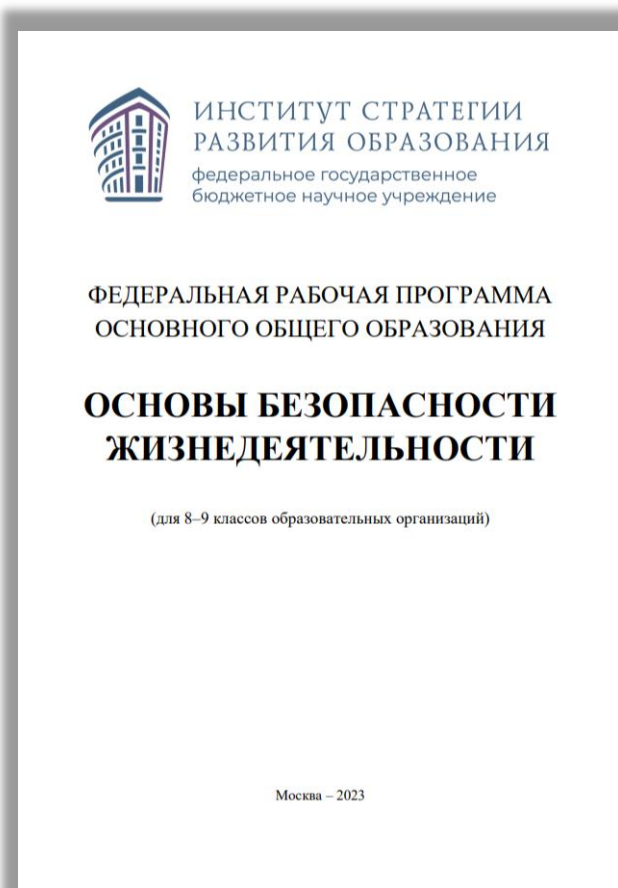 ИНСТИТУТ СТРАТЕГИИ
РАЗВИТИЯ ОБРАЗОВАНИЯ
федеральное государственное
бюджетное научное учреждение
ФЕДЕРАЛЬНАЯ РАБОЧАЯ ПРОГРАММА
ОСНОВНОГО ОБЩЕГО ОБРАЗОВАНИЯ
ОСНОВЫ БЕЗОПАСНОСТИ
ЖИЗНЕДЕЯТЕЛЬНОСТИ
(для 8–9 классов образовательных организаций)
Москва – 2023